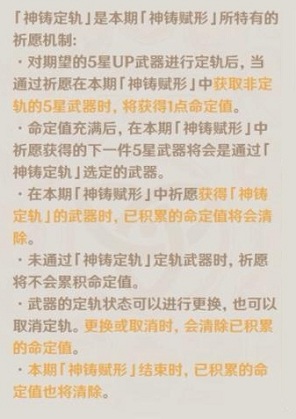 「神铸定轨」是本期「神铸赋形」所特有的
祈愿机制:
·对期望的5星UP武器进行定轨后，当
通过祈愿在本期「神铸赋形」中获取非定
轨的5星武器时，将获得1点命定值。
·命定值充满后，在本期「神铸赋形」中
祈愿获得的下一件5星武器将会是通过「
神铸定轨」选定的武器。
·在本期「神铸赋形」中祈愿获得「神铸
定轨」的武器时，已积累的命定值将会清
除。
·未通过「神铸定轨」定轨武器时，祈愿
将不会累积命定值。
·武器的定轨状态可以进行更换，也可以
取消定轨。更换或取消时，会清除已积累
的命定值。
·本期「神铸赋形」结束时，已积累的命
定值也将清除。